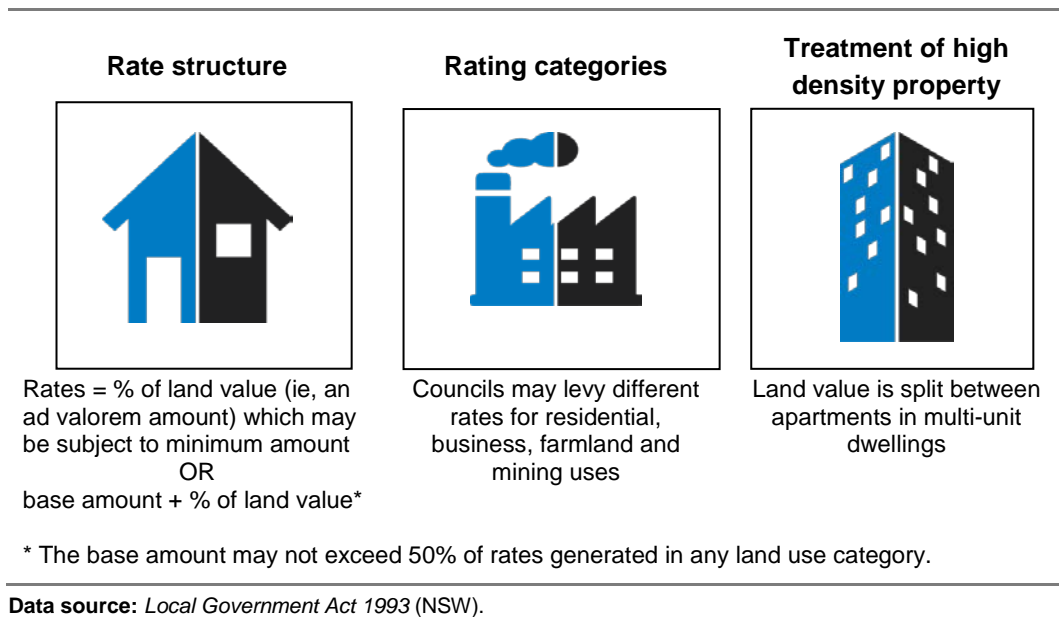 Rate structure
Rating categories
Treatment of high
density property
Rates = % of land value (ie, an
ad valorem amount) which may
be subject to minimum amount
OR
base amount + % of land value*
Councils may levy different
rates for residential,
business, farmland and
mining uses
Land value is split between
apartments in multi-unit
dwellings
* The base amount may not exceed 50% of rates generated in any land use category.
Data source: Local Government Act 1993 (NSW).